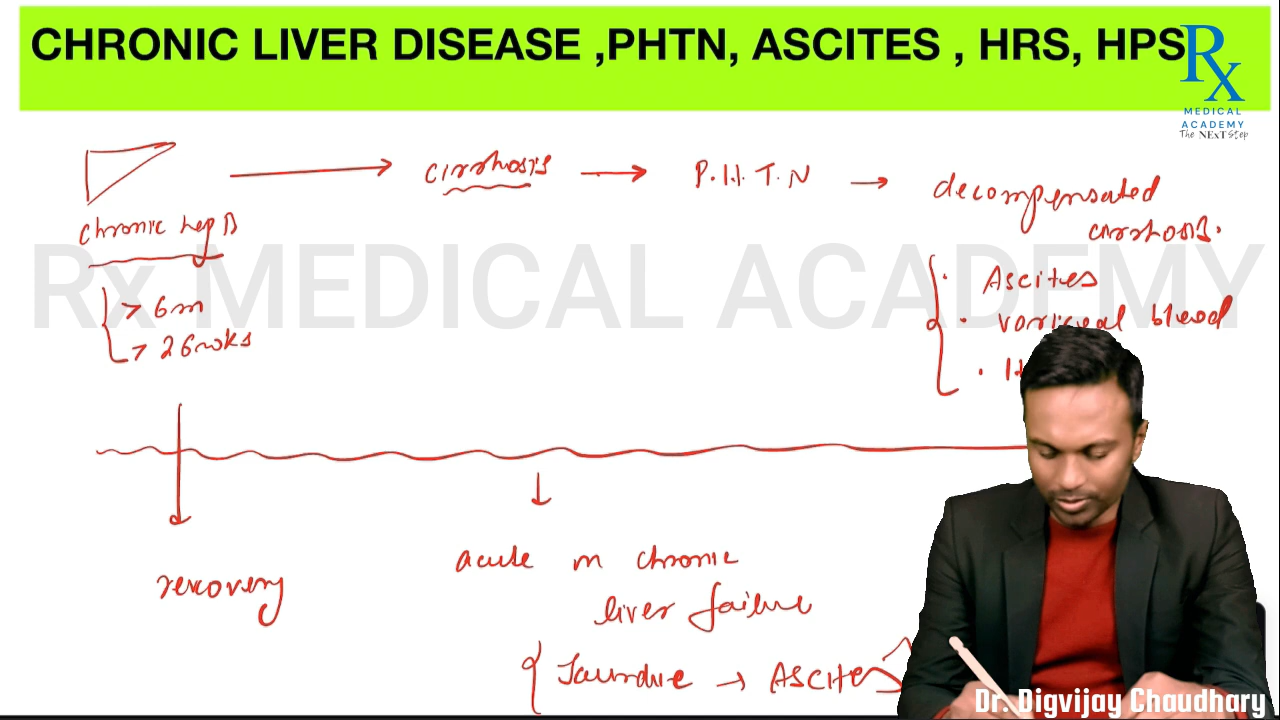 CHRONIC LIVER DISEASE ,PHTN, ASCITES , HRS, HPS
Rx
MEDICAL
ACADEMY
The NExT Step
cirrhosis
P.H.T.N
decompensated
cirrhosis.
chronic hep B
Rx MEDICAL ACADEMY
> 6m
> 26wks
Ascites
variceal bleed
recovery
acute on chronic
liver failure
Jaundice → Ascites
Dr. Digvijay Chaudhary